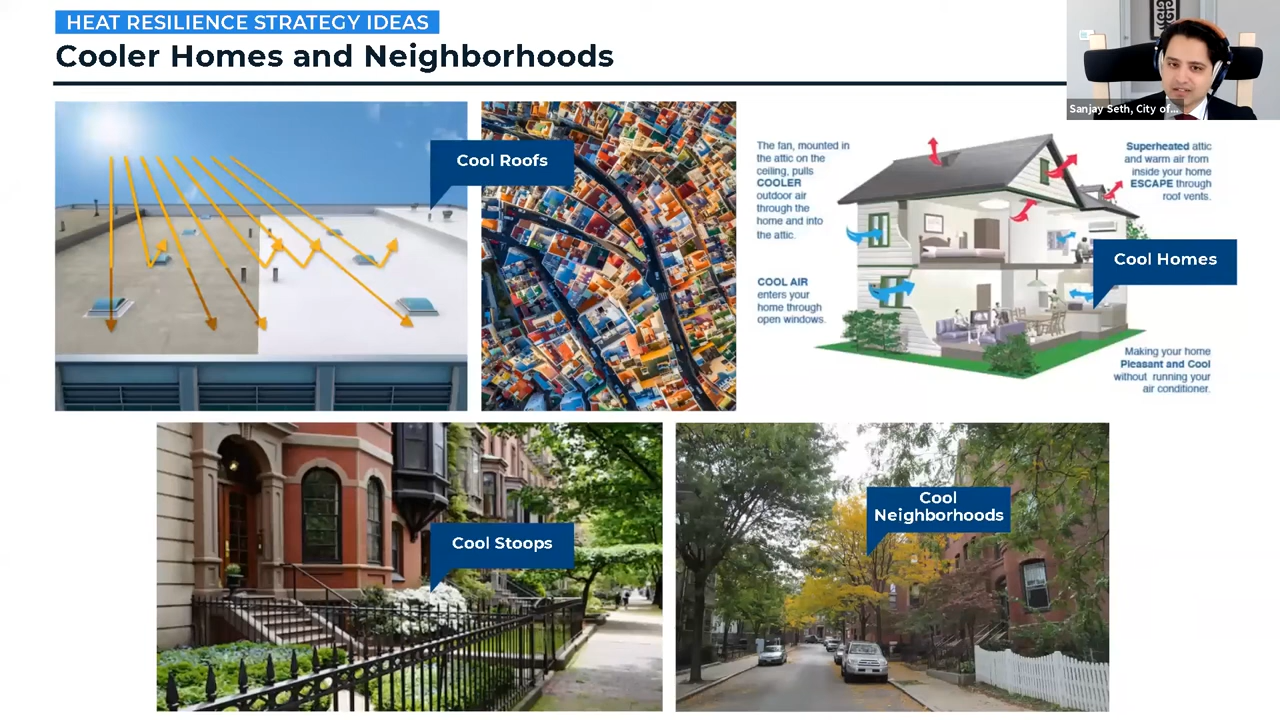 HEAT RESILIENCE STRATEGY IDEAS
Cooler Homes and Neighborhoods
Sanjay Seth, City of...
Cool Roofs
The fan, mounted in
the attic on the
ceiling, pulls
COOLER
outdoor air
through the
home and into
the attic.
COOL AIR
enters your
home through
open windows.
Superheated attic
and warm air from
inside your home
ESCAPE through
roof vents.
Cool Homes
Making your home
Pleasant and Cool
without running your
air conditioner.
Cool Stoops
Cool
Neighborhoods